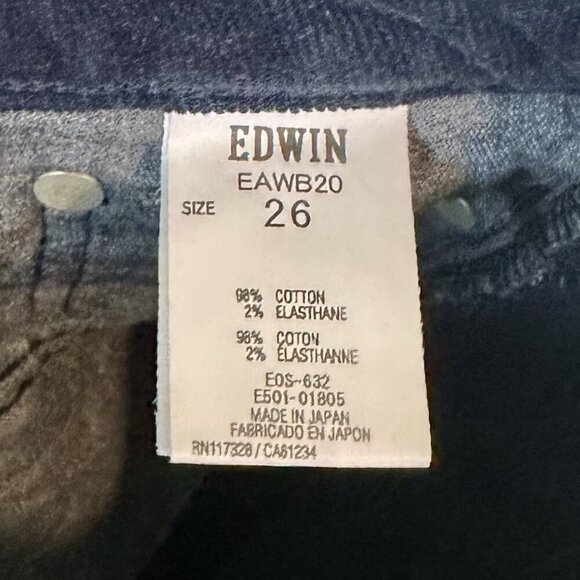 EDWIN
EAWB20
SIZE 26
98% COTTON
2% ELASTHANE
98% COTON
2% ÉLASTHANNE
EOS-632
E501-01805
MADE IN JAPAN
FABRICADO EN JAPON
RN117328 / CA61234